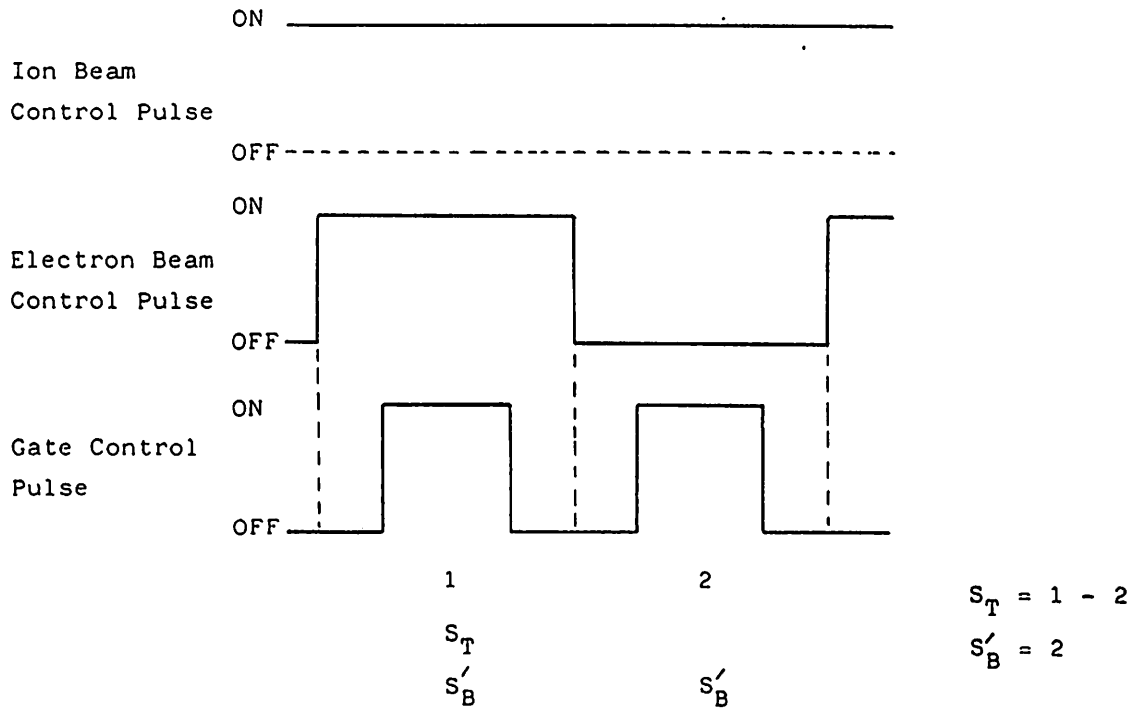 ON
Ion Beam
Control Pulse
OFF
ON
Electron Beam
Control Pulse
OFF
ON
Gate Control
Pulse
OFF
1 2
S_T = 1 - 2
S_T
S'_B = 2
S'_B S'_B